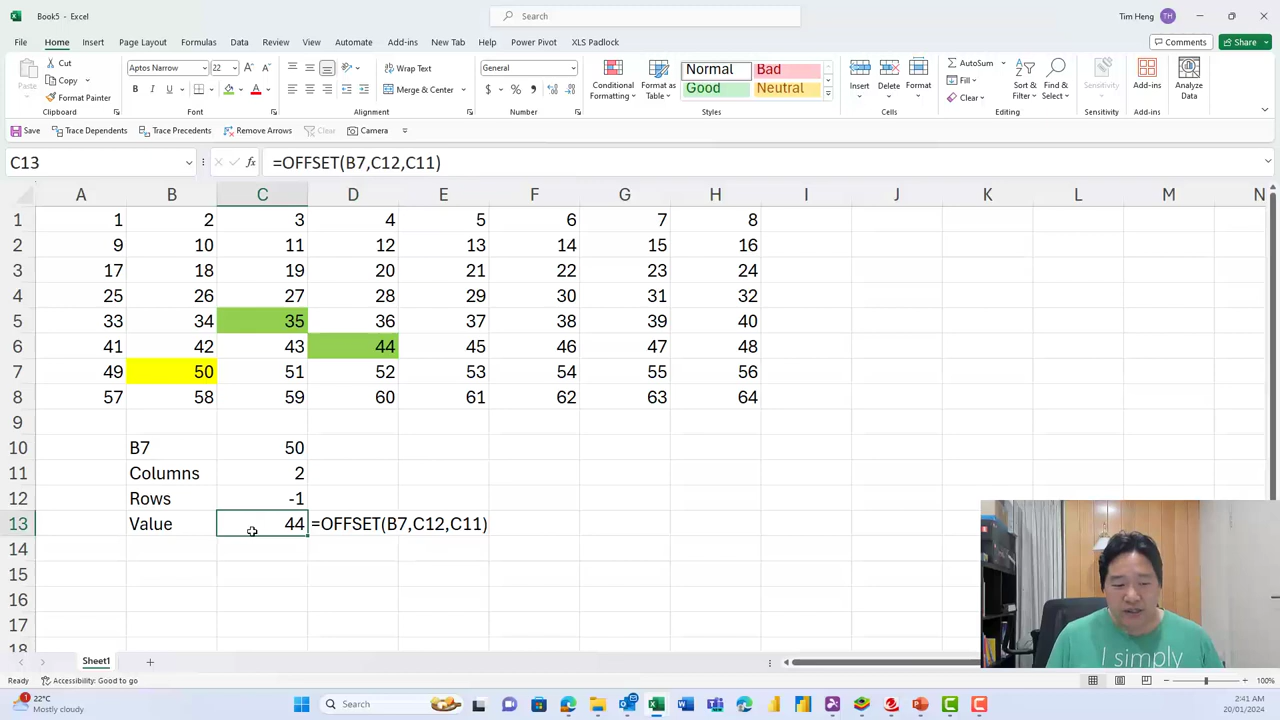 Book5 - Excel
Search
Tim Heng
TH
File Home Insert Page Layout Formulas Data Review View Automate Add-ins New Tab Help Power Pivot XLS Padlock
Comments Share
Paste
Cut
Copy
Format Painter
Clipboard
Aptos Narrow 22
B I U
Font
Wrap Text
Merge & Center
Alignment
General
$ %
Number
Conditional Formatting
Format as Table
Normal Bad
Good Neutral
Styles
Insert Delete Format
Cells
AutoSum
Fill
Clear
Sort & Filter
Find & Select
Editing
Sensitivity
Sensitivity
Add-ins
Add-ins
Analyze Data
Save Trace Dependents Trace Precedents Remove Arrows Clear Camera
C13 fx =OFFSET(B7,C12,C11)
A B C D E F G H I J K L M N
1 1 2 3 4 5 6 7 8
2 9 10 11 12 13 14 15 16
3 17 18 19 20 21 22 23 24
4 25 26 27 28 29 30 31 32
5 33 34 35 36 37 38 39 40
6 41 42 43 44 45 46 47 48
7 49 50 51 52 53 54 55 56
8 57 58 59 60 61 62 63 64
9
10 B7 50
11 Columns 2
12 Rows -1
13 Value 44 =OFFSET(B7,C12,C11)
14
15
16
17
18
I simply
Sheet1
Ready Accessibility: Good to go 100%
1
22°C
Mostly cloudy
Search
2:41 AM
20/01/2024